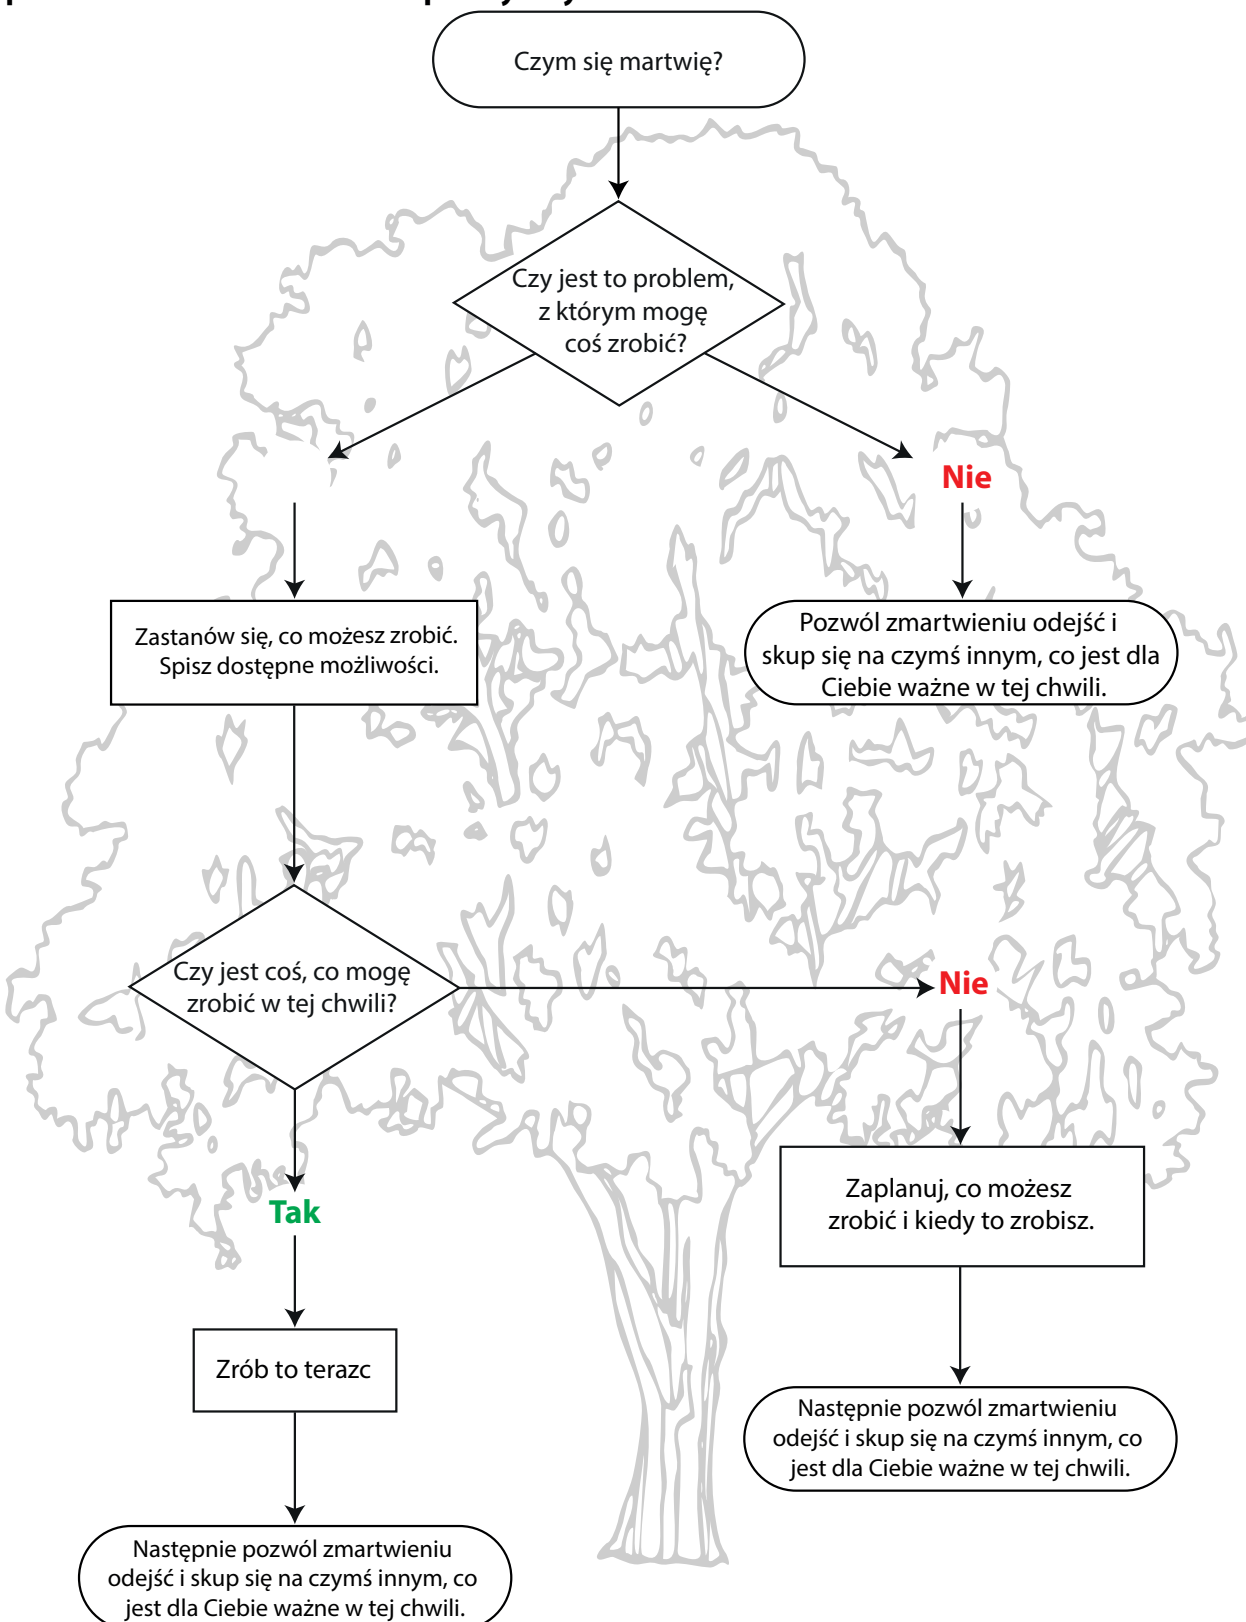 Czym się martwię?
Czy jest to problem,
z którym mogę
coś zrobić?
Nie
Zastanów się, co możesz zrobić.
Spisz dostępne możliwości.
Pozwól zmartwieniu odejść i
skup się na czymś innym, co jest dla
Ciebie ważne w tej chwili.
Czy jest coś, co mogę
zrobić w tej chwili?
Nie
Tak
Zaplanuj, co możesz
zrobić i kiedy to zrobisz.
Zrób to terazc
Następnie pozwól zmartwieniu
odejść i skup się na czymś innym, co
jest dla Ciebie ważne w tej chwili.
Następnie pozwól zmartwieniu
odejść i skup się na czymś innym, co
jest dla Ciebie ważne w tej chwili.